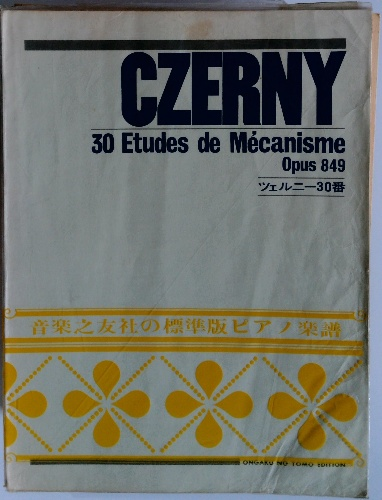 CZERNY
30 Etudes de Mécanisme
Opus 849
ツェルニー30番
音楽之友社の標準版ピアノ楽譜
ONGAKU NO TOMO EDITION